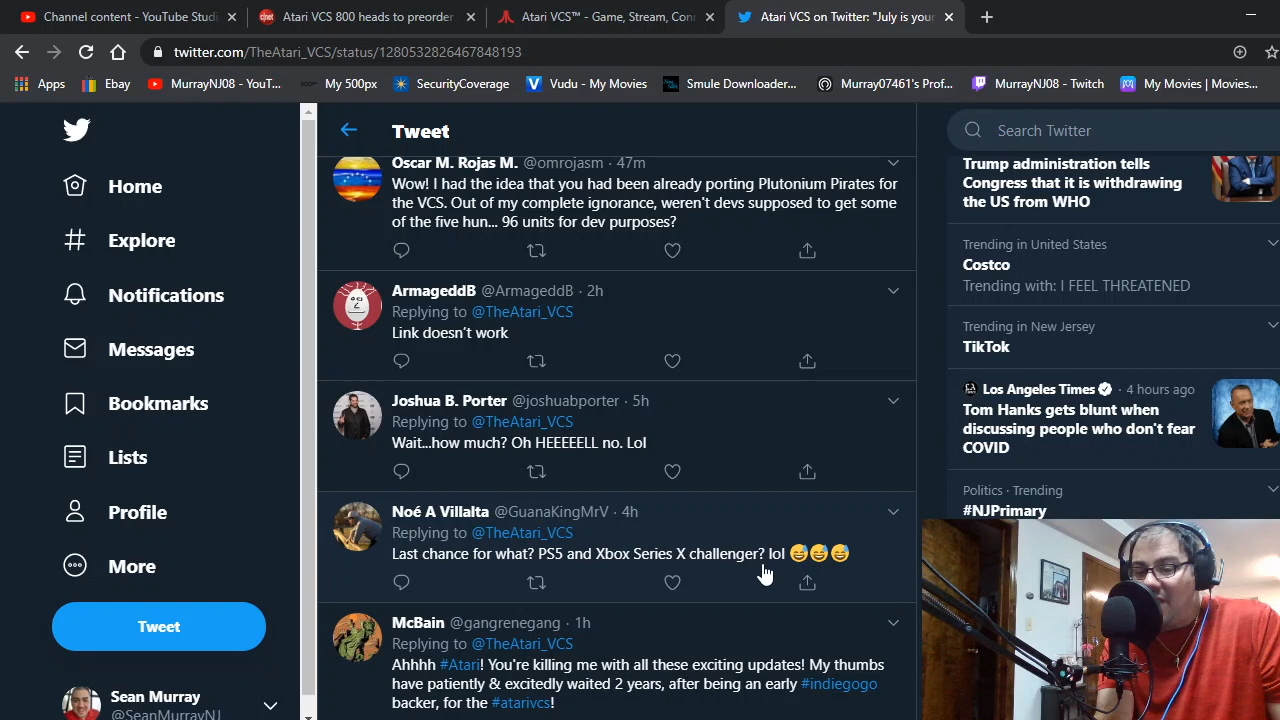 Channel content - YouTube Studi
Atari VCS 800 heads to preorder
Atari VCS™ - Game, Stream, Con
Atari VCS on Twitter: "July is your
twitter.com/TheAtari_VCS/status/1280532826467848193
Apps
Ebay
MurrayNJ08 - YouT...
My 500px
SecurityCoverage
Vudu - My Movies
Smule Downloader...
Murray07461's Prof...
MurrayNJ08 - Twitch
My Movies | Movies...
Home
Explore
Notifications
Messages
Bookmarks
Lists
Profile
More
Tweet
Sean Murray
@SeanMurrayNJ
Tweet
Oscar M. Rojas M. @omrojasm · 47m
Wow! I had the idea that you had been already porting Plutanium Pirates for
the VCS. Out of my complete ignorance, weren't devs supposed to get some
of the five hun... 96 units for dev purposes?
ArmageddB @ArmageddB · 2h
Replying to @TheAtari_VCS
Link doesn't work
Joshua B. Porter @joshuabporter · 5h
Replying to @TheAtari_VCS
Wait...how much? Oh HEEEEELL no. Lol
Noé A Villalta @GuanaKingMrV · 4h
Replying to @TheAtari_VCS
Last chance for what? PS5 and Xbox Series X challenger? lol 😅😅😅
McBain @gangrenegang · 1h
Replying to @TheAtari_VCS
Ahhhh #Atari! You're killing me with all these exciting updates! My thumbs
have patiently & excitedly waited 2 years, after being an early #indiegogo
backer, for the #atarivcs!
Search Twitter
Trump administration tells
Congress that it is withdrawing
the US from WHO
Trending in United States
Costco
Trending with: I FEEL THREATENED
Trending in New Jersey
TikTok
Los Angeles Times · 4 hours ago
Tom Hanks gets blunt when
discussing people who don't fear
COVID
Politics · Trending
#NJPrimary